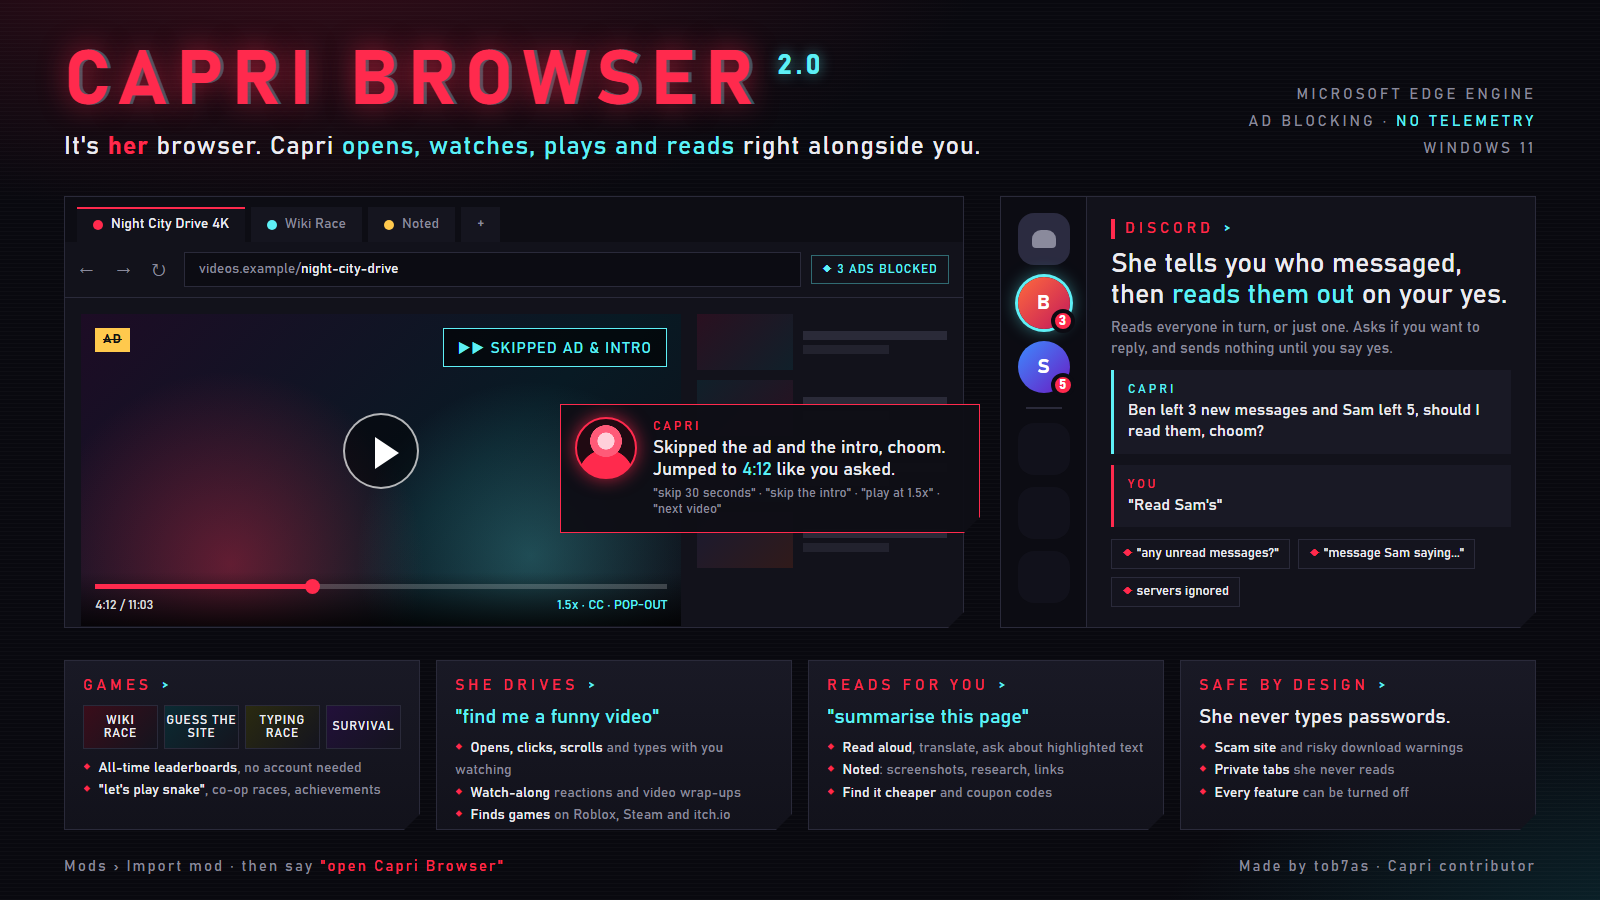 CAPRI BROWSER 2.0
It's her browser. Capri opens, watches, plays and reads right alongside you.
MICROSOFT EDGE ENGINE
AD BLOCKING · NO TELEMETRY
WINDOWS 11
Night City Drive 4K
Wiki Race
Noted
+
videos.example/night-city-drive
3 ADS BLOCKED
AD
SKIPPED AD & INTRO
CAPRI
Skipped the ad and the intro, choom.
Jumped to 4:12 like you asked.
"skip 30 seconds" · "skip the intro" · "play at 1.5x" ·
"next video"
4:12 / 11:03
1.5x · CC · POP-OUT
B
3
S
5
DISCORD >
She tells you who messaged,
then reads them out on your yes.
Reads everyone in turn, or just one. Asks if you want to
reply, and sends nothing until you say yes.
CAPRI
Ben left 3 new messages and Sam left 5, should I
read them, choom?
YOU
"Read Sam's"
"any unread messages?"
"message Sam saying..."
servers ignored
GAMES >
WIKI
RACE
GUESS THE
SITE
TYPING
RACE
SURVIVAL
All-time leaderboards, no account needed
"let's play snake", co-op races, achievements
SHE DRIVES >
"find me a funny video"
Opens, clicks, scrolls and types with you
watching
Watch-along reactions and video wrap-ups
Finds games on Roblox, Steam and itch.io
READS FOR YOU >
"summarise this page"
Read aloud, translate, ask about highlighted text
Noted: screenshots, research, links
Find it cheaper and coupon codes
SAFE BY DESIGN >
She never types passwords.
Scam site and risky download warnings
Private tabs she never reads
Every feature can be turned off
Mods › Import mod · then say "open Capri Browser"
Made by tob7as · Capri contributor